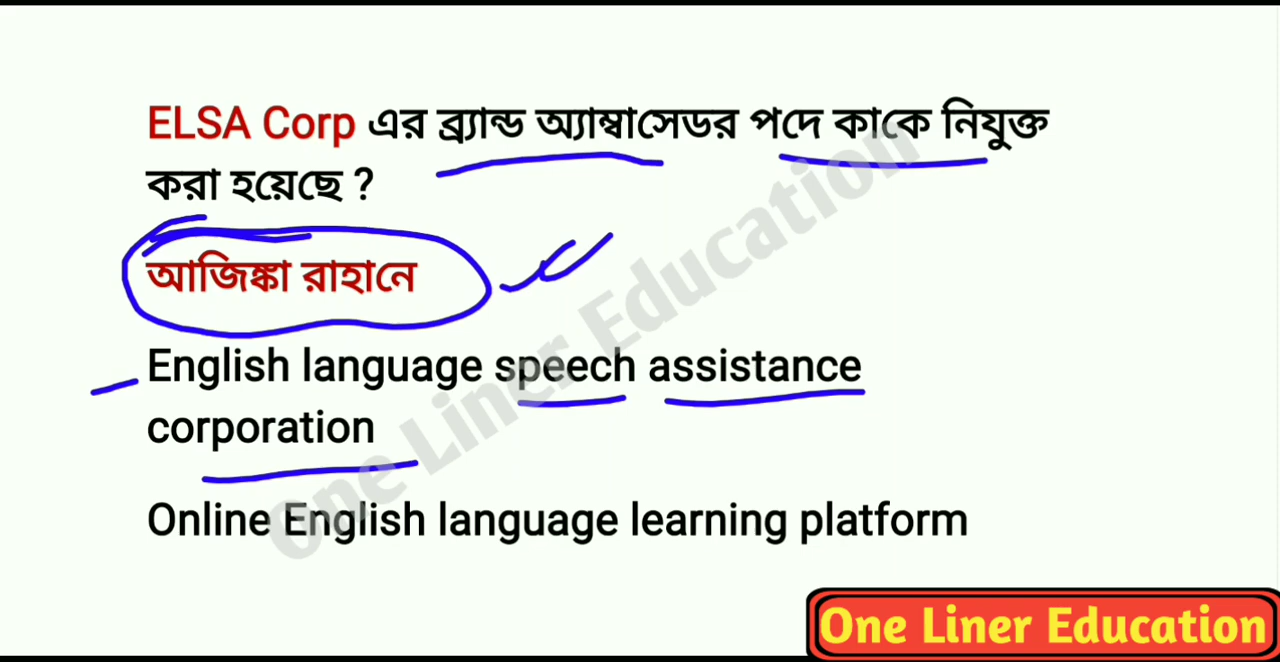 ELSA Corp এর ব্র্যান্ড অ্যাম্বাসেডর পদে কাকে নিযুক্ত
করা হয়েছে ?
আজিঙ্কা রাহানে
English language speech assistance
corporation
Online English language learning platform
One Liner Education
One Liner Education